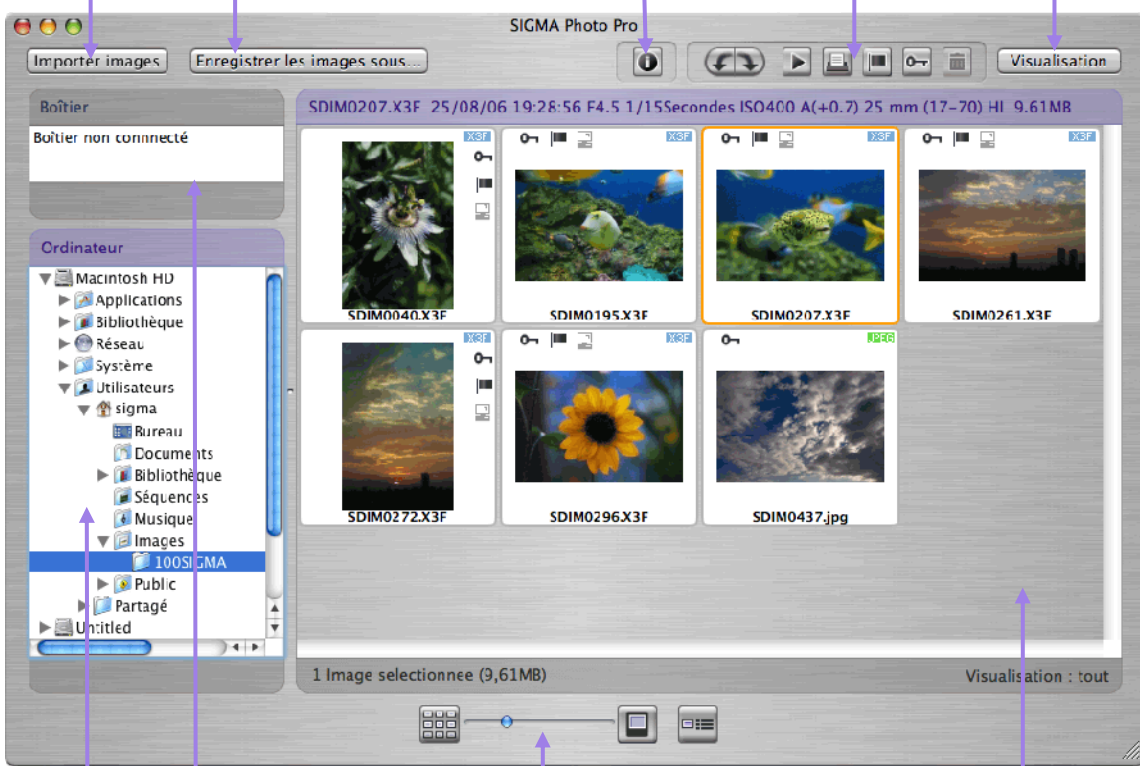 SIGMA Photo Pro
Importer images
Enregistrer les images sous...
Visualisation
Boîtier
Boîtier non connnecté
SDIM0207.X3F 25/08/06 19:28:56 F4.5 1/15Secondes ISO400 A(+0.7) 25 mm (17-70) HI 9.61MB
X3F
X3F
X3F
X3F
SDIM0040.X3F
SDIM0195.X3F
SDIM0207.X3F
SDIM0261.X3F
X3F
X3F
JPEG
SDIM0272.X3F
SDIM0296.X3F
SDIM0437.jpg
Ordinateur
Macintosh HD
Applications
Bibliothèque
Réseau
Système
Utilisateurs
sigma
Bureau
Documents
Bibliothèque
Séquences
Musique
Images
100SIGMA
Public
Partagé
Untitled
1 Image selectionnee (9,61MB)
Visualisation : tout